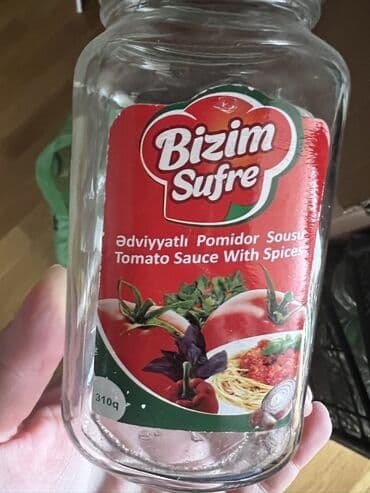 Bizim
Sufre
Ədviyyatlı Pomidor Sousu
Tomato Sauce With Spices
310q